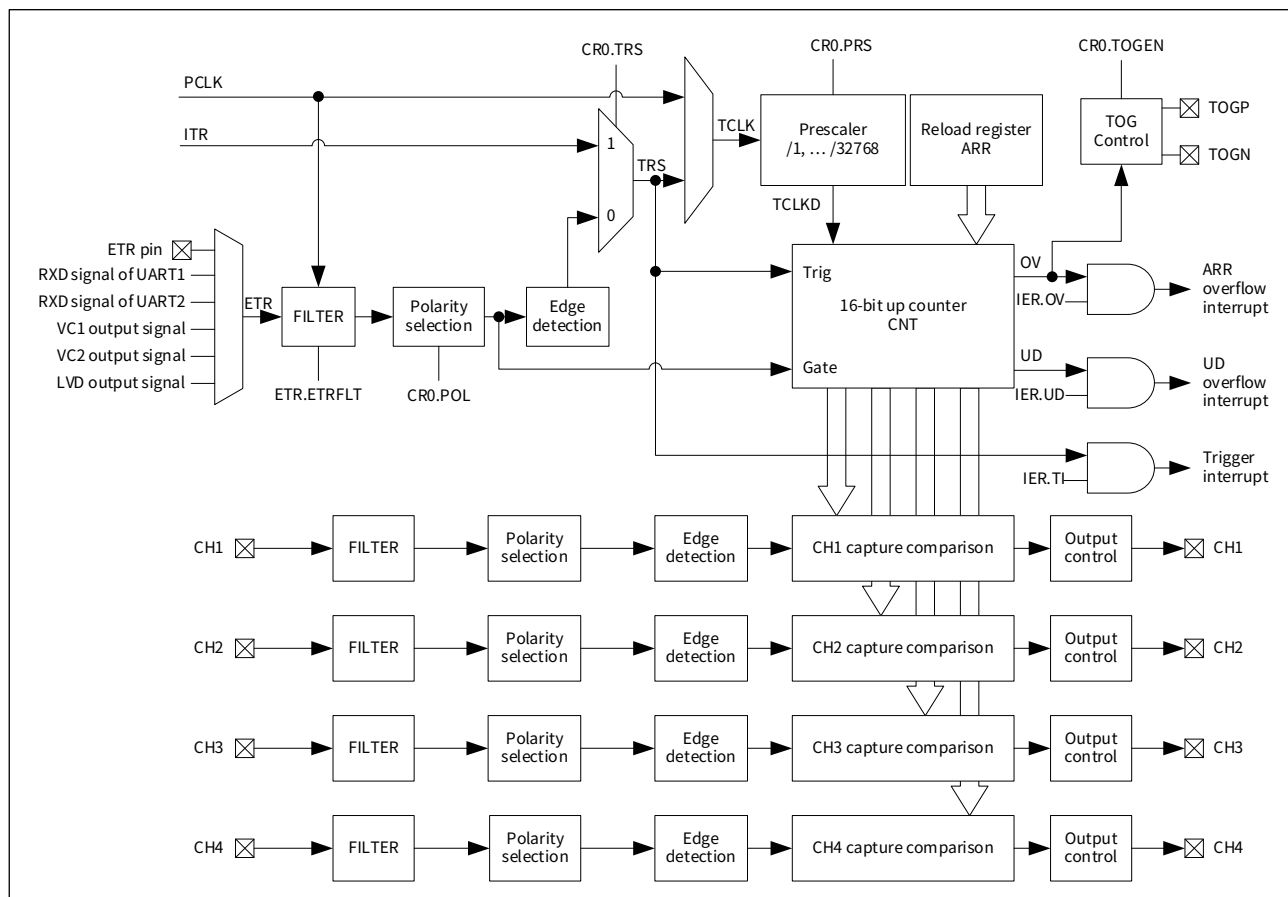 CR0.TRS
CR0.PRS
CR0.TOGEN
PCLK
ITR
1
0
TRS
TCLK
Prescaler
/1, … /32768
Reload register
ARR
TOG
Control
TOGP
TOGN
TCLKD
ETR pin
RXD signal of UART1
RXD signal of UART2
VC1 output signal
VC2 output signal
LVD output signal
ETR
FILTER
ETR.ETRFLT
Polarity
selection
CR0.POL
Edge
detection
Trig
16-bit up counter
CNT
Gate
OV
IER.OV
ARR
overflow
interrupt
UD
IER.UD
UD
overflow
interrupt
IER.TI
Trigger
interrupt
CH1
FILTER
Polarity
selection
Edge
detection
CH1 capture comparison
Output
control
CH1
CH2
FILTER
Polarity
selection
Edge
detection
CH2 capture comparison
Output
control
CH2
CH3
FILTER
Polarity
selection
Edge
detection
CH3 capture comparison
Output
control
CH3
CH4
FILTER
Polarity
selection
Edge
detection
CH4 capture comparison
Output
control
CH4